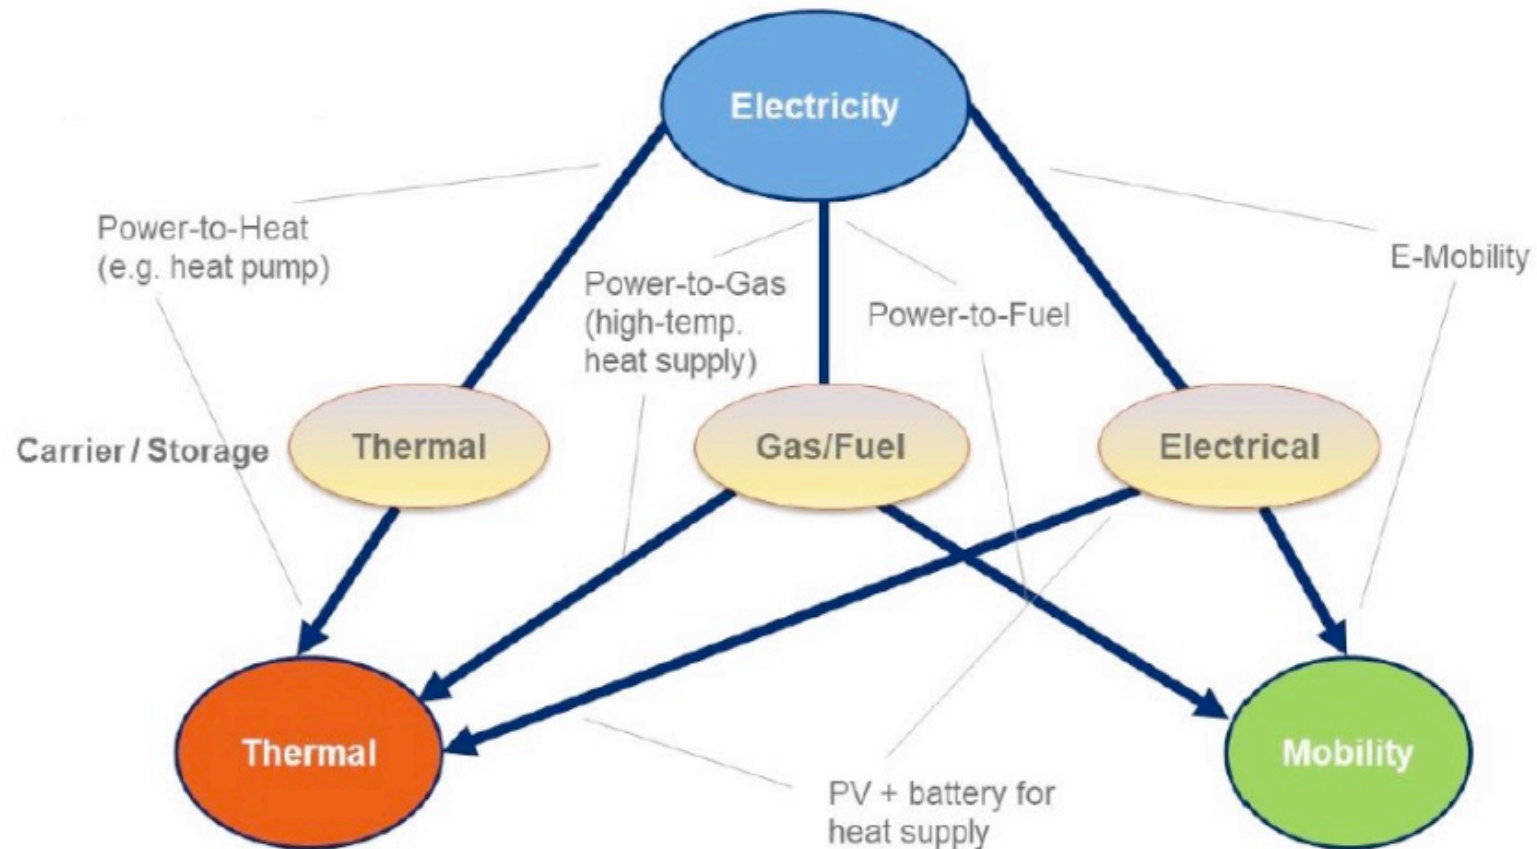 Electricity
Power-to-Heat
(e.g. heat pump)
Power-to-Gas
(high-temp.
heat supply)
Power-to-Fuel
E-Mobility
Carrier / Storage
Thermal
Gas/Fuel
Electrical
Thermal
Mobility
PV + battery for
heat supply